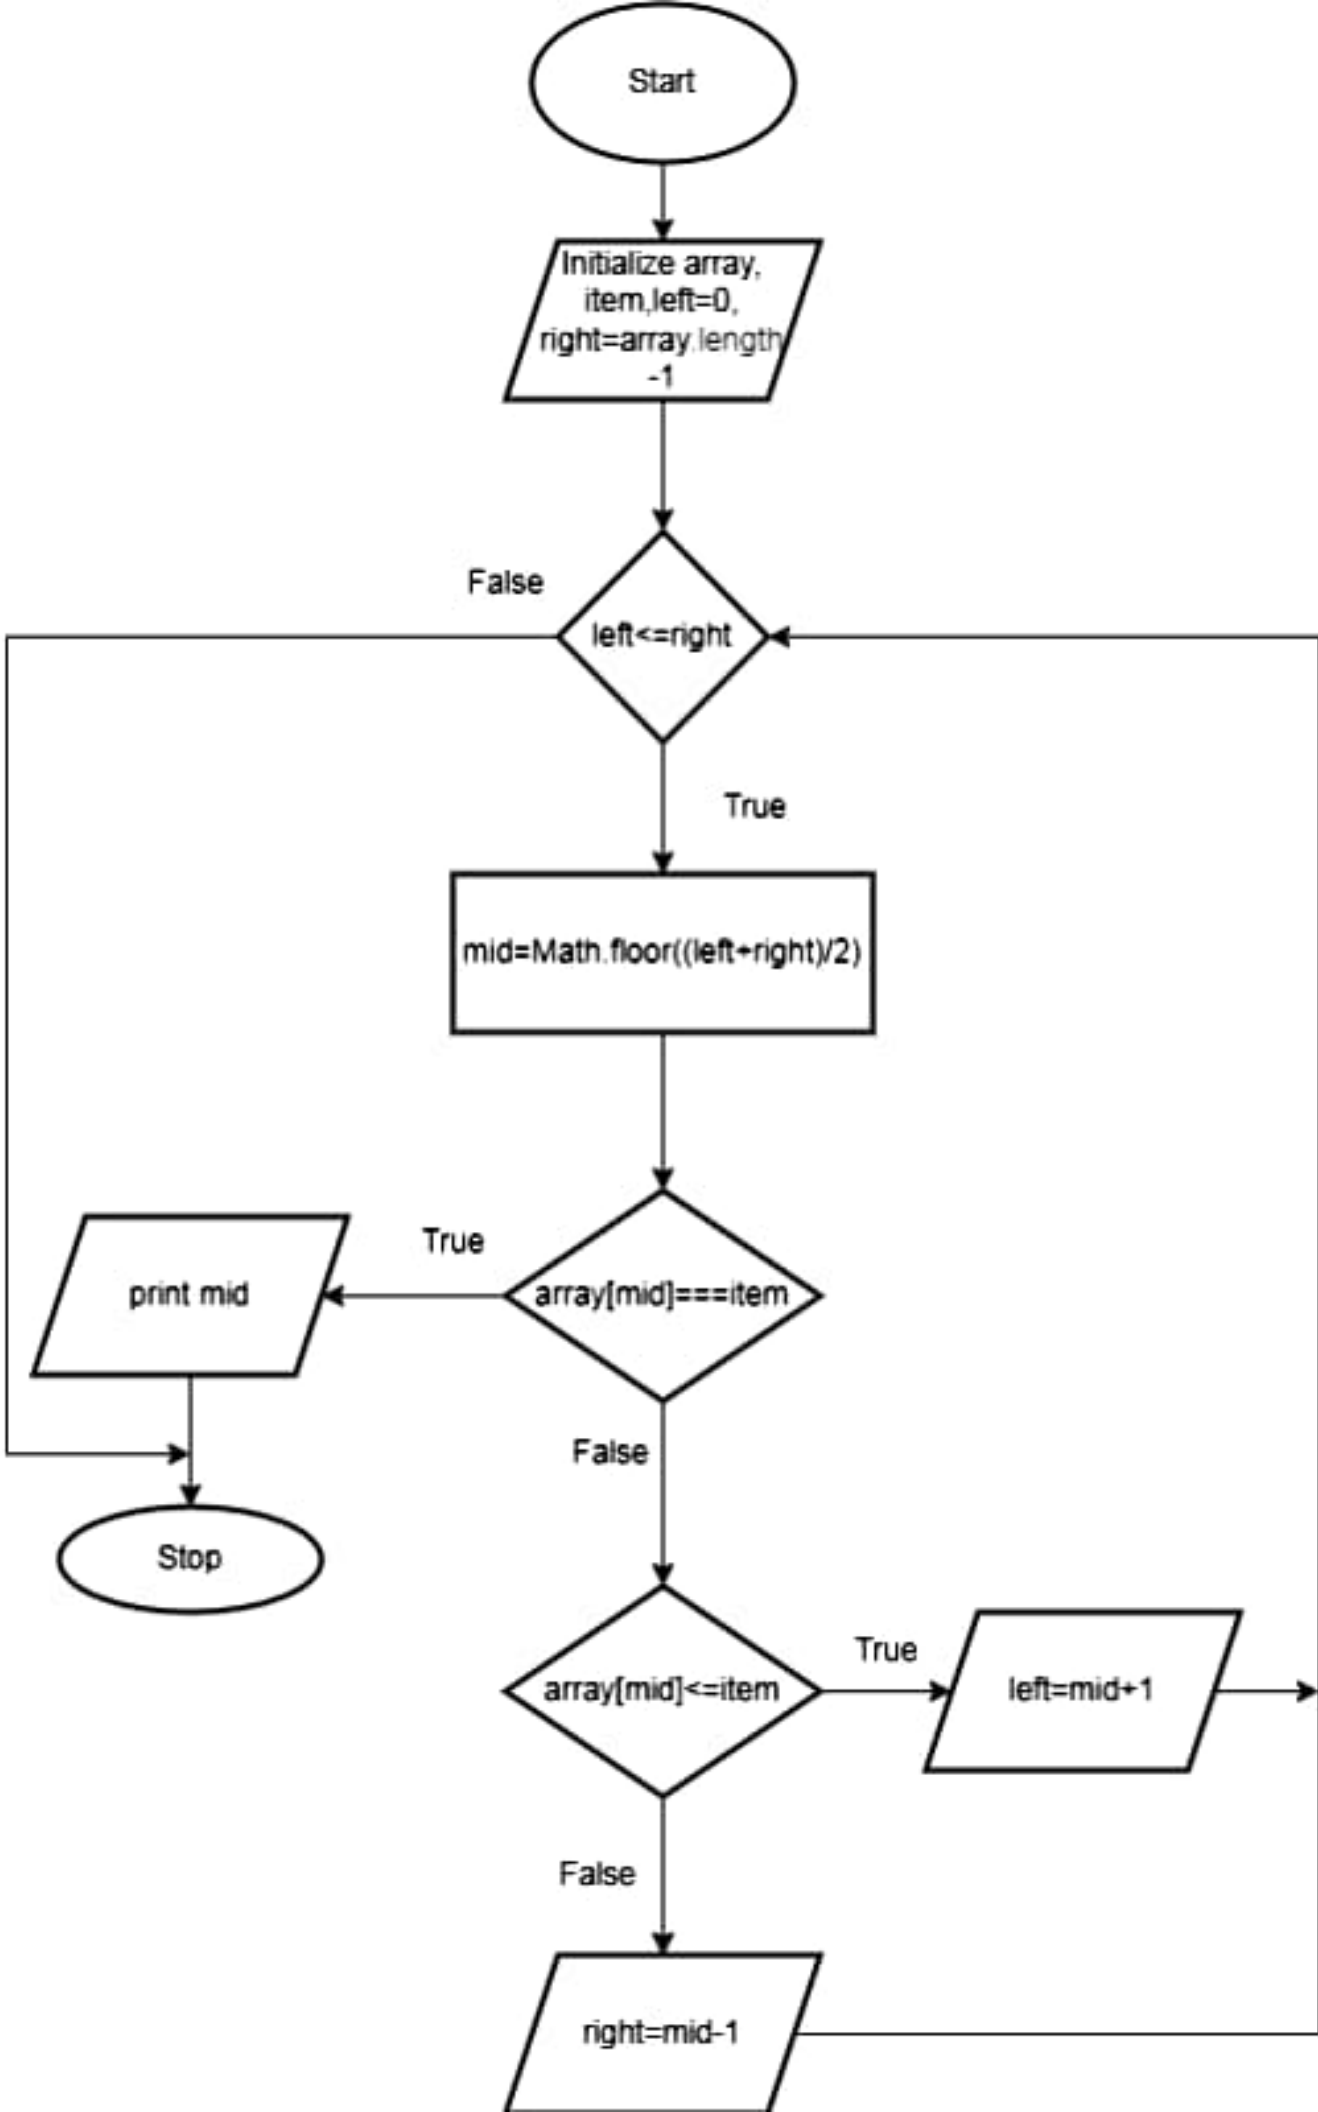 Start
Initialize array,
item,left=0,
right=array.length
-1
False
left<=right
True
mid=Math.floor((left+right)/2)
True
print mid
array[mid]===item
False
Stop
True
array[mid]<=item
left=mid+1
False
right=mid-1